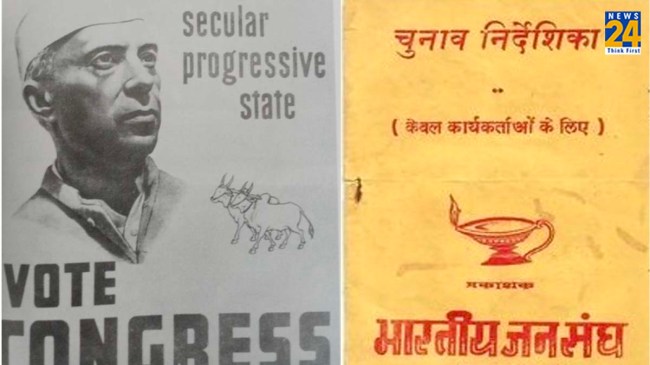 secular
progressive
state
VOTE
CONGRESS
NEWS
24
Think First
चुनाव निर्देशिका
( केवल कार्यकर्ताओं के लिए )
प्रकाशक
भारतीय जनसंघ